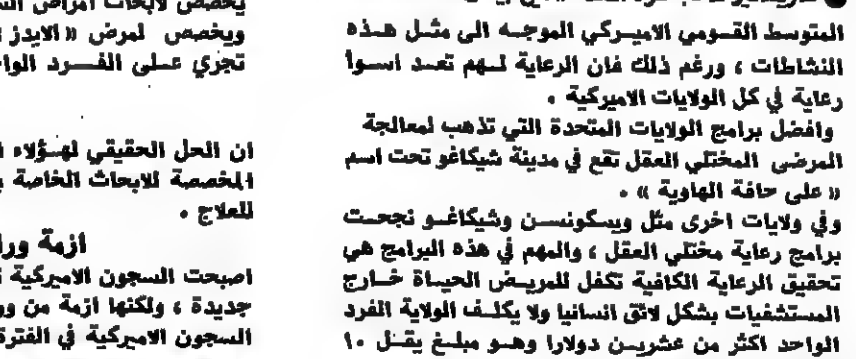 المتوسط القومي الاميركي الموجه الى مثل هذه
النشاطات ، ورغم ذلك فان الرعاية لهم تعد اسوأ
رعاية في كل الولايات الاميركية .
وافضل برامج الولايات المتحدة التي تذهب لمعالجة
المرضى المختلي العقل تقع في مدينة شيكاغو تحت اسم
« على حافة الهاوية » .
وفي ولايات اخرى مثل ويسكونسن وشيكاغو نجحت
برامج رعاية مختلي العقل ، والمهم في هذه البرامج هي
تحقيق الرعاية الكافية تكفل للمريض الحياة خارج
المستشفيات بشكل لائق انسانيا ولا يكلف الولاية الفرد
الواحد اكثر من عشرين دولارا وهو مبلغ يقل ١٠
يخصص لابحاث امراض
ويخصص لمرض « الايدز
تجري على الفرد
ان الحل الحقيقي لهؤلاء
المخصصة للابحاث الخاصة
للعلاج .
ازمة
اصبحت السجون الاميركية
جديدة ، ولكنها ازمة من
السجون الاميركية في الفترة